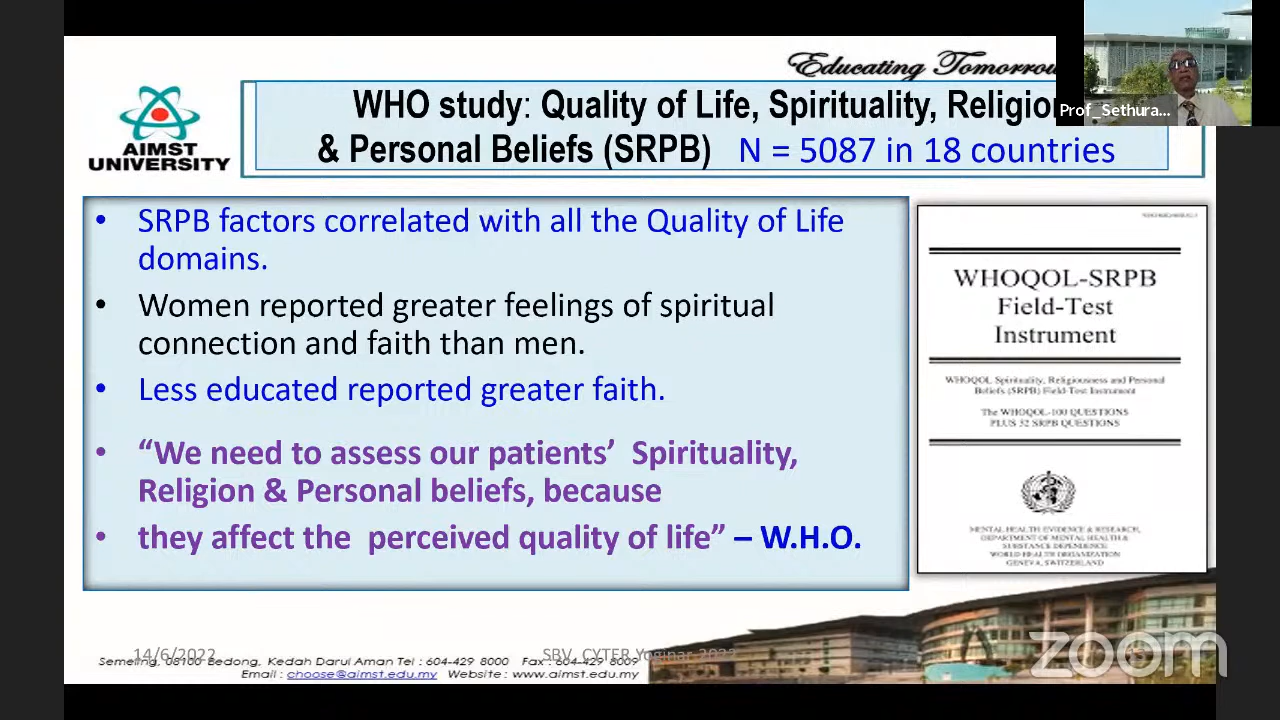 Educating Tomorrow
Prof_Sethura...
AIMST
UNIVERSITY
WHO study: Quality of Life, Spirituality, Religio
& Personal Beliefs (SRPB) N = 5087 in 18 countries
• SRPB factors correlated with all the Quality of Life
domains.
• Women reported greater feelings of spiritual
connection and faith than men.
• Less educated reported greater faith.
• “We need to assess our patients’ Spirituality,
Religion & Personal beliefs, because
• they affect the perceived quality of life” – W.H.O.
WHOQOL-SRPB
Field-Test
Instrument
WHOQOL Spirituality, Religiousness and Personal
Beliefs (SRPB) Field-Test Instrument
The WHOQOL-100 QUESTIONS
PLUS 32 SRPB QUESTIONS
MENTAL HEALTH EVIDENCE & RESEARCH,
DEPARTMENT OF MENTAL HEALTH &
SUBSTANCE DEPENDENCE
WORLD HEALTH ORGANIZATION
GENEVA, SWITZERLAND
14/6/2022
SBV, CYTER Yoginar 2022
Semeling, 08100 Bedong, Kedah Darul Aman Tel : 604-429 8000 Fax : 604-429 8009
Email : choose@aimst.edu.my Website : www.aimst.edu.my
zoom